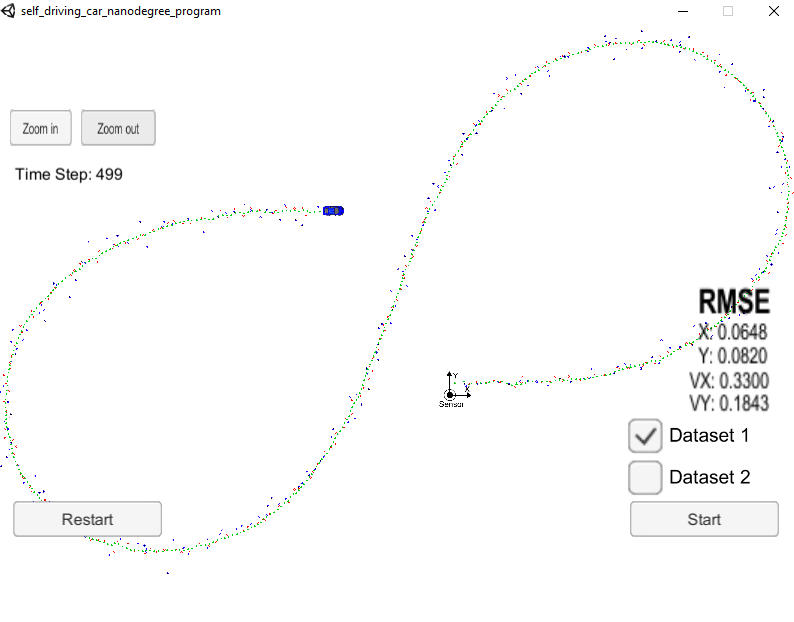 self_driving_car_nanodegree_program
Zoom in
Zoom out
Time Step: 499
RMSE
X: 0.0648
Y: 0.0820
VX: 0.3300
VY: 0.1843
Y
X
Sensor
Dataset 1
Dataset 2
Restart
Start